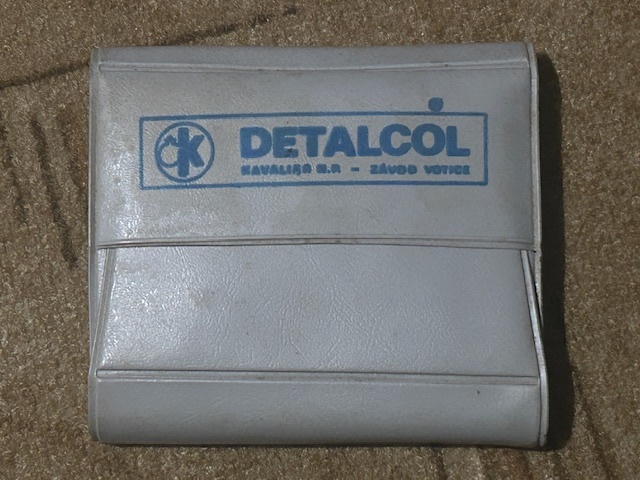 K
DETALCOL
KAVALIER N.P. – ZÁVOD VOTICE